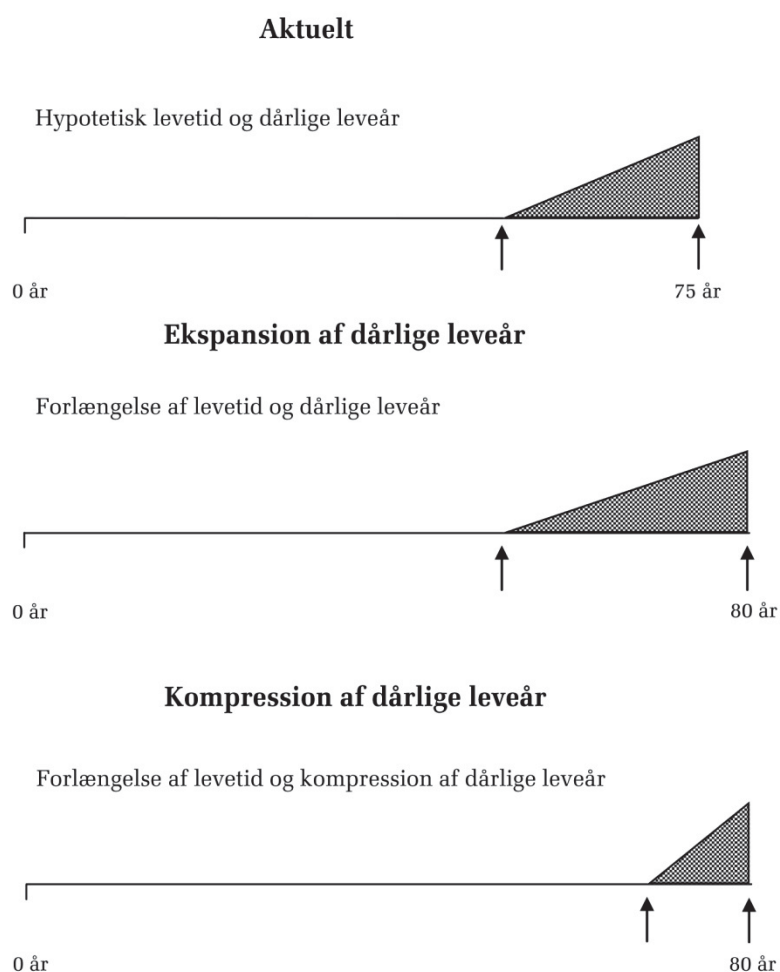 Aktuelt
Hypotetisk levetid og dårlige leveår
0 år
75 år
Ekspansion af dårlige leveår
Forlængelse af levetid og dårlige leveår
0 år
80 år
Kompression af dårlige leveår
Forlængelse af levetid og kompression af dårlige leveår
0 år
80 år